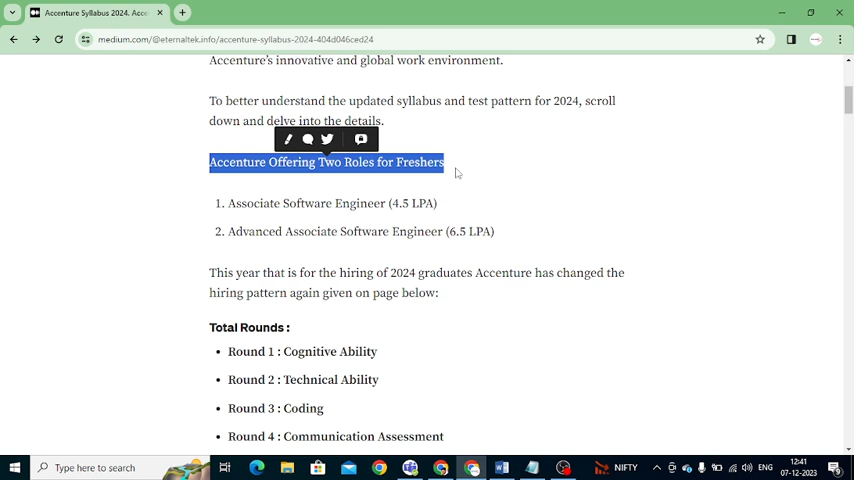 Accenture Syllabus 2024. Acce
medium.com/@eternaltek.info/accenture-syllabus-2024-404d046ced24
Accenture's innovative and global work environment.
To better understand the updated syllabus and test pattern for 2024, scroll
down and delve into the details.
Accenture Offering Two Roles for Freshers
1. Associate Software Engineer (4.5 LPA)
2. Advanced Associate Software Engineer (6.5 LPA)
This year that is for the hiring of 2024 graduates Accenture has changed the
hiring pattern again given on page below:
Total Rounds :
• Round 1 : Cognitive Ability
• Round 2 : Technical Ability
• Round 3 : Coding
• Round 4 : Communication Assessment
Type here to search
NIFTY
ENG
12:41
07-12-2023